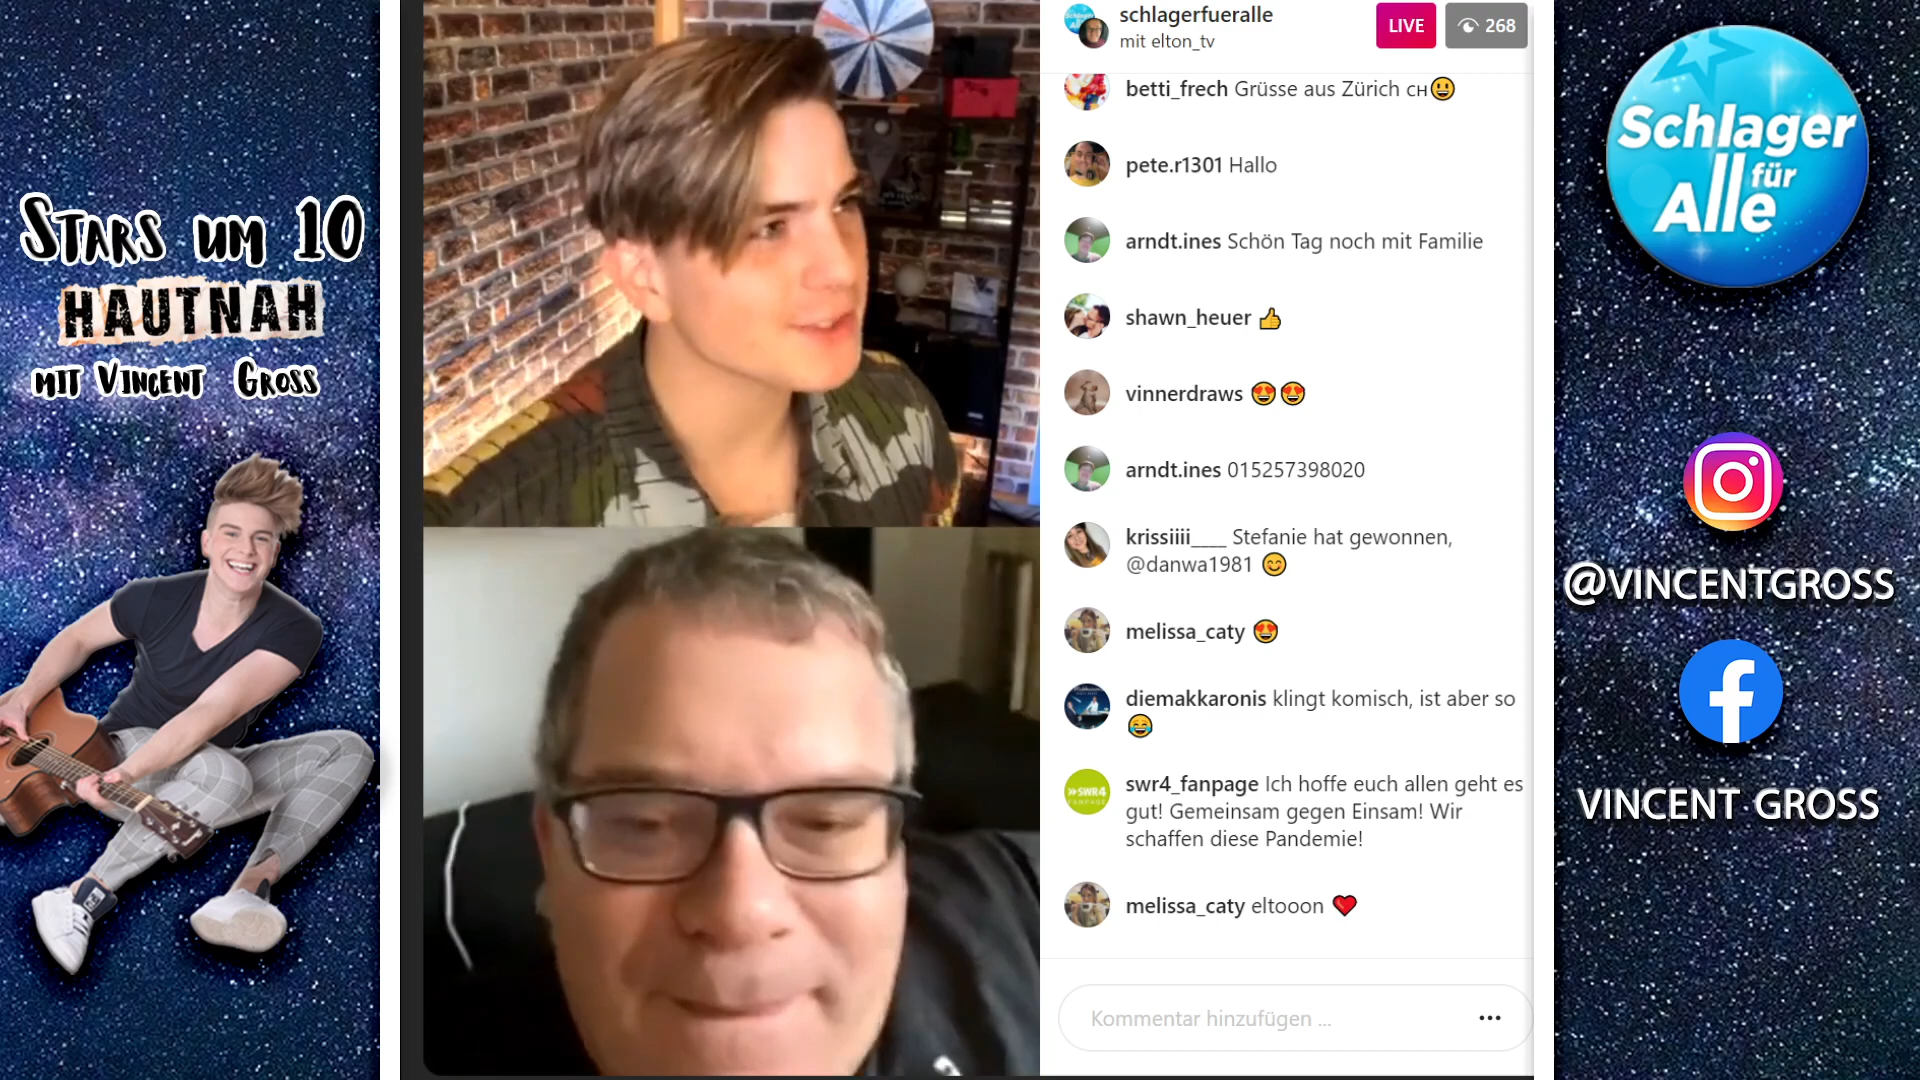 STARS UM 10
HAUTNAH
MIT VINCENT GROSS
schlagerfueralle
mit elton_tv
LIVE
268
betti_frech Grüsse aus Zürich CH😃
pete.r1301 Hallo
arndt.ines Schön Tag noch mit Familie
shawn_heuer 👍
vinnerdraws 😍😍
arndt.ines 015257398020
krissiiii____ Stefanie hat gewonnen,
@danwa1981 😊
melissa_caty 😍
diemakkaronis klingt komisch, ist aber so
😂
swr4_fanpage Ich hoffe euch allen geht es
gut! Gemeinsam gegen Einsam! Wir
schaffen diese Pandemie!
melissa_caty eltooon ❤️
Kommentar hinzufügen ...
Schlager
für
Alle
@VINCENTGROSS
VINCENT GROSS
SWR4
FANPAGE